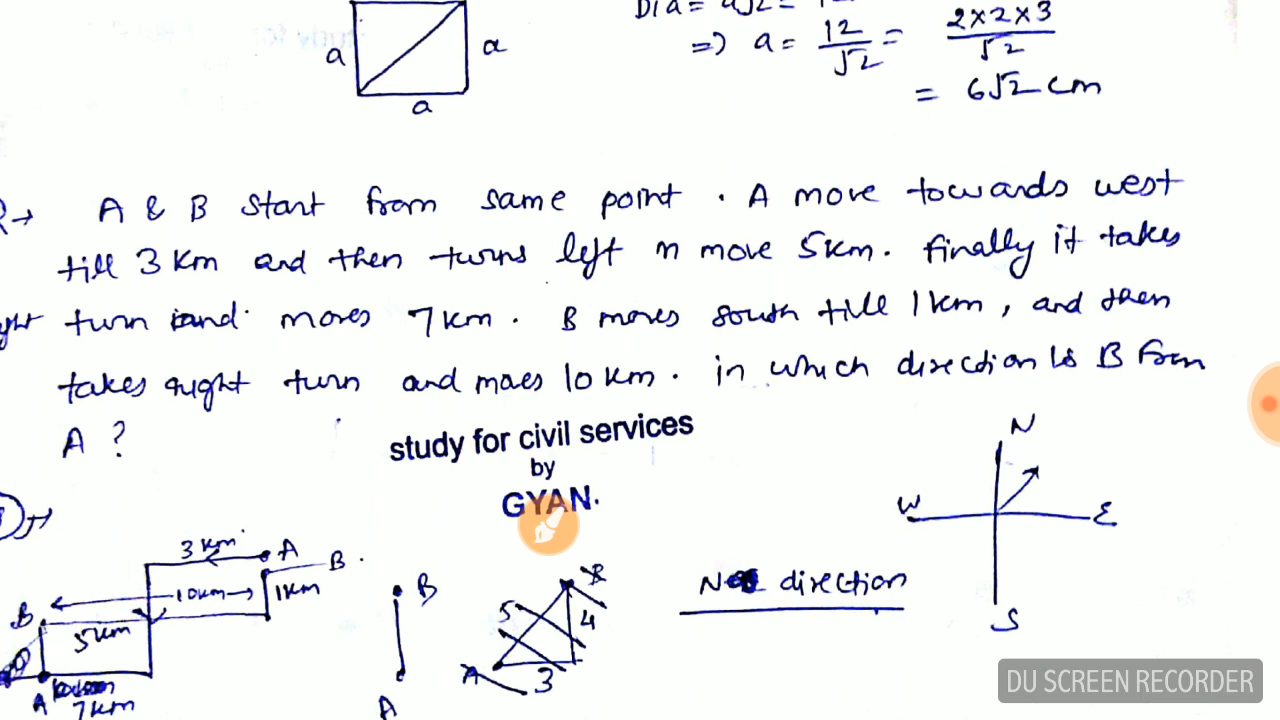 a
a
a
=) a = 12/√2 = 2×2×3/√2
= 6√2 cm
A & B start from same point. A move towards west
till 3 Km and then turns left n move 5km. finally it takes
turn and moves 7km. B moves south till 1km, and then
takes right turn and moves 10 km. in which direction is B from
A ?
study for civil services
by
GYAN.
N
W
E
S
3 km
A
B
10km
1km
B
5km
A
7km
B
A
5
4
A
3
direction
DU SCREEN RECORDER